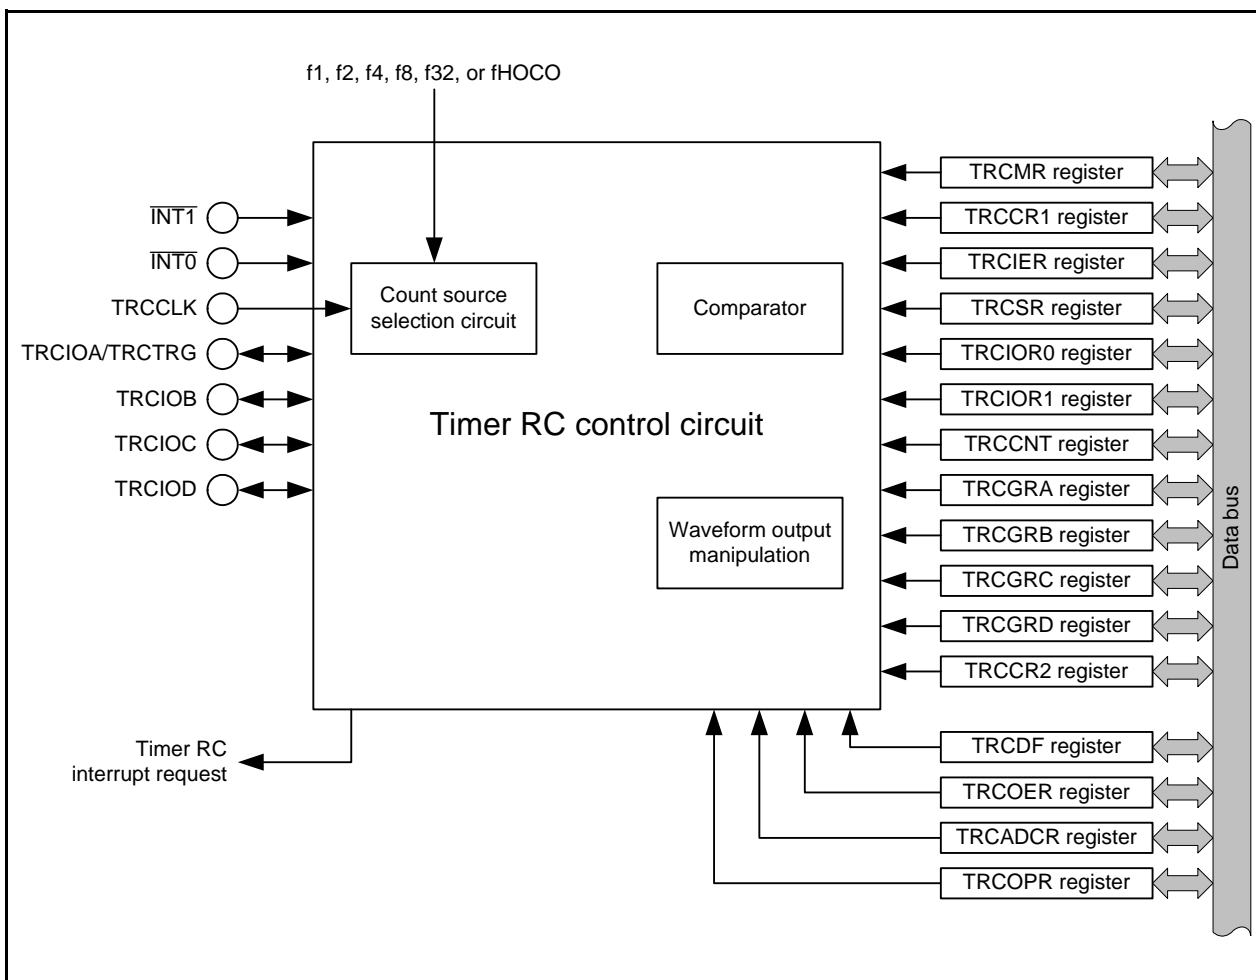 f1, f2, f4, f8, f32, or fHOCO
INT1
INT0
TRCCLK
TRCIOA/TRCTRG
TRCIOB
TRCIOC
TRCIOD
Count source
selection circuit
Comparator
Timer RC control circuit
Waveform output
manipulation
Timer RC
interrupt request
TRCMR register
TRCCR1 register
TRCIER register
TRCSR register
TRCIOR0 register
TRCIOR1 register
TRCCNT register
TRCGRA register
TRCGRB register
TRCGRC register
TRCGRD register
TRCCR2 register
TRCDF register
TRCOER register
TRCADCR register
TRCOPR register
Data bus